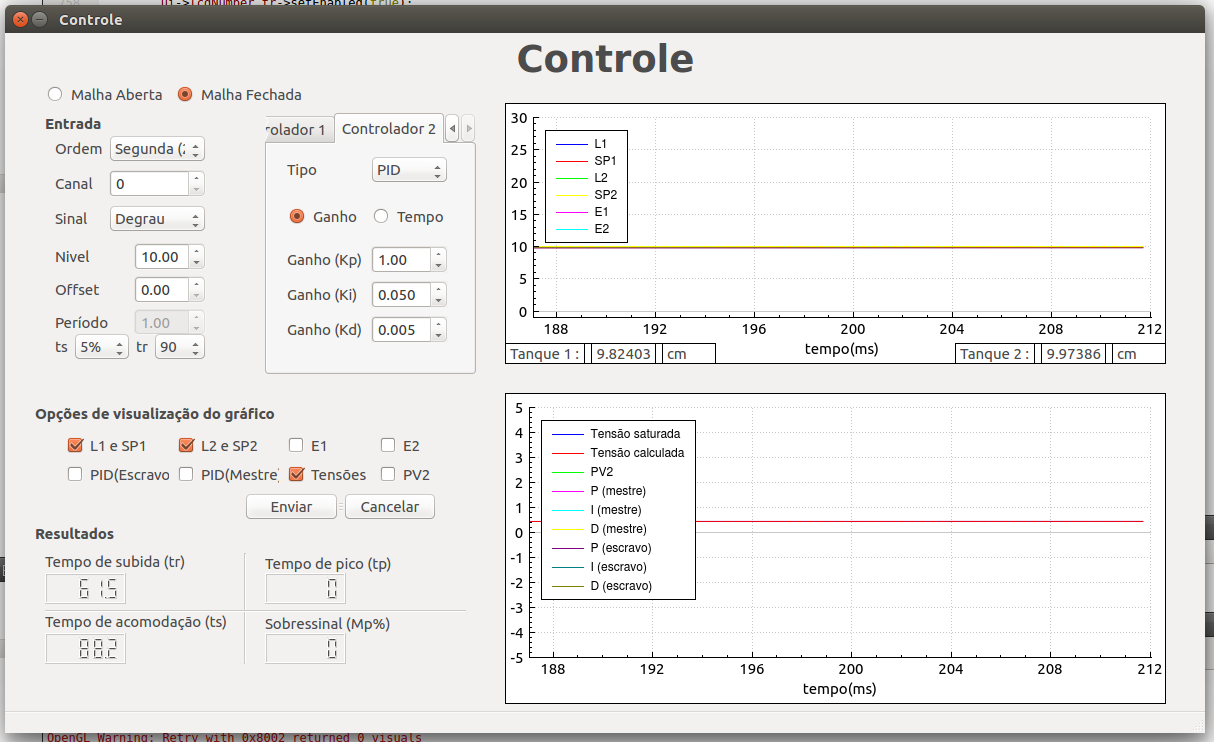 ui->lcdNumber_tr->setEnabled(true);
Controle
Controle
Malha Aberta Malha Fechada
Entrada
Ordem Segunda (2
Canal 0
Sinal Degrau
Nivel 10.00
Offset 0.00
Período 1.00
ts 5% tr 90
rolador 1 Controlador 2
Tipo PID
Ganho Tempo
Ganho (Kp) 1.00
Ganho (Ki) 0.050
Ganho (Kd) 0.005
Opções de visualização do gráfico
L1 e SP1 L2 e SP2 E1 E2
PID(Escravo PID(Mestre Tensões PV2
Enviar Cancelar
Resultados
Tempo de subida (tr) Tempo de pico (tp)
61.5 0
Tempo de acomodação (ts) Sobressinal (Mp%)
88.2 0
30
25
20
15
10
5
0
L1
SP1
L2
SP2
E1
E2
188 192 196 200 204 208 212
tempo(ms)
Tanque 1 : 9.82403 cm Tanque 2 : 9.97386 cm
5
4
3
2
1
0
-1
-2
-3
-4
-5
Tensão saturada
Tensão calculada
PV2
P (mestre)
I (mestre)
D (mestre)
P (escravo)
I (escravo)
D (escravo)
188 192 196 200 204 208 212
tempo(ms)
OpenGL Warning: Retry with 0x8002 returned 0 visuals